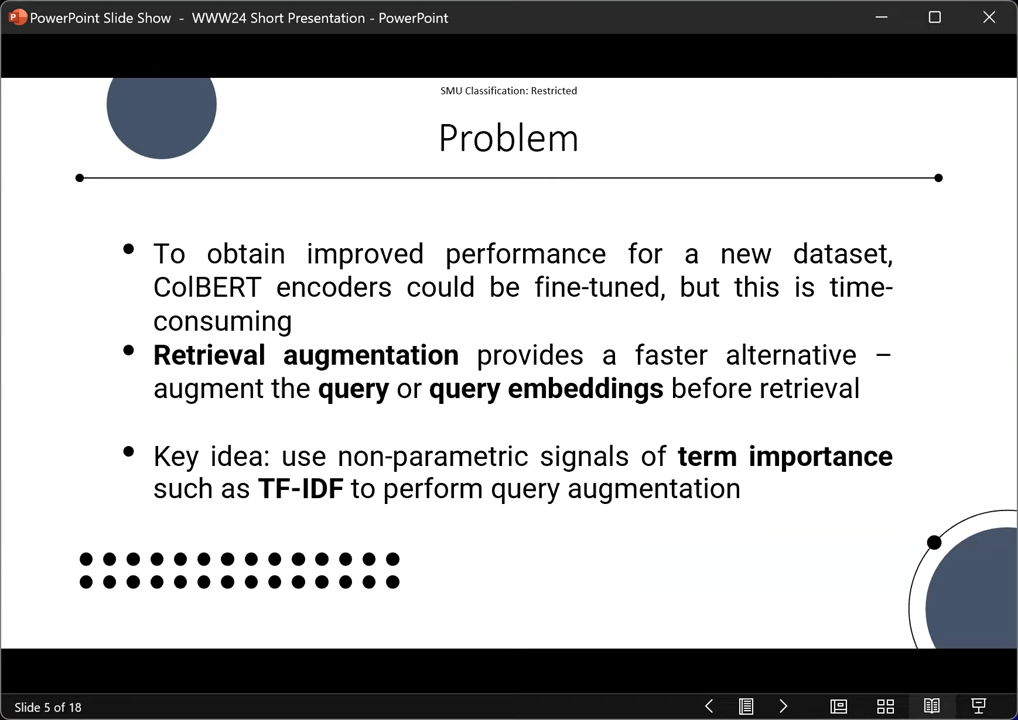 PowerPoint Slide Show - WWW24 Short Presentation - PowerPoint
SMU Classification: Restricted
Problem
• To obtain improved performance for a new dataset,
ColBERT encoders could be fine-tuned, but this is time-
consuming
• Retrieval augmentation provides a faster alternative –
augment the query or query embeddings before retrieval
• Key idea: use non-parametric signals of term importance
such as TF-IDF to perform query augmentation
Slide 5 of 18